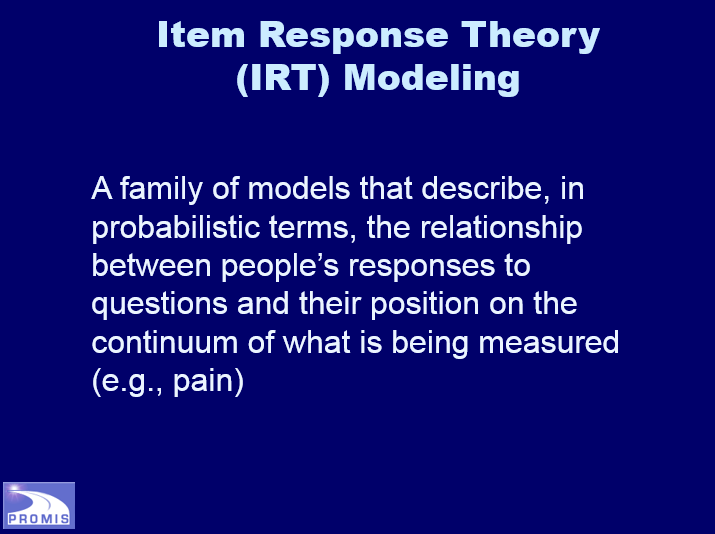 Item Response Theory
(IRT) Modeling
A family of models that describe, in
probabilistic terms, the relationship
between people’s responses to
questions and their position on the
continuum of what is being measured
(e.g., pain)
PROMIS